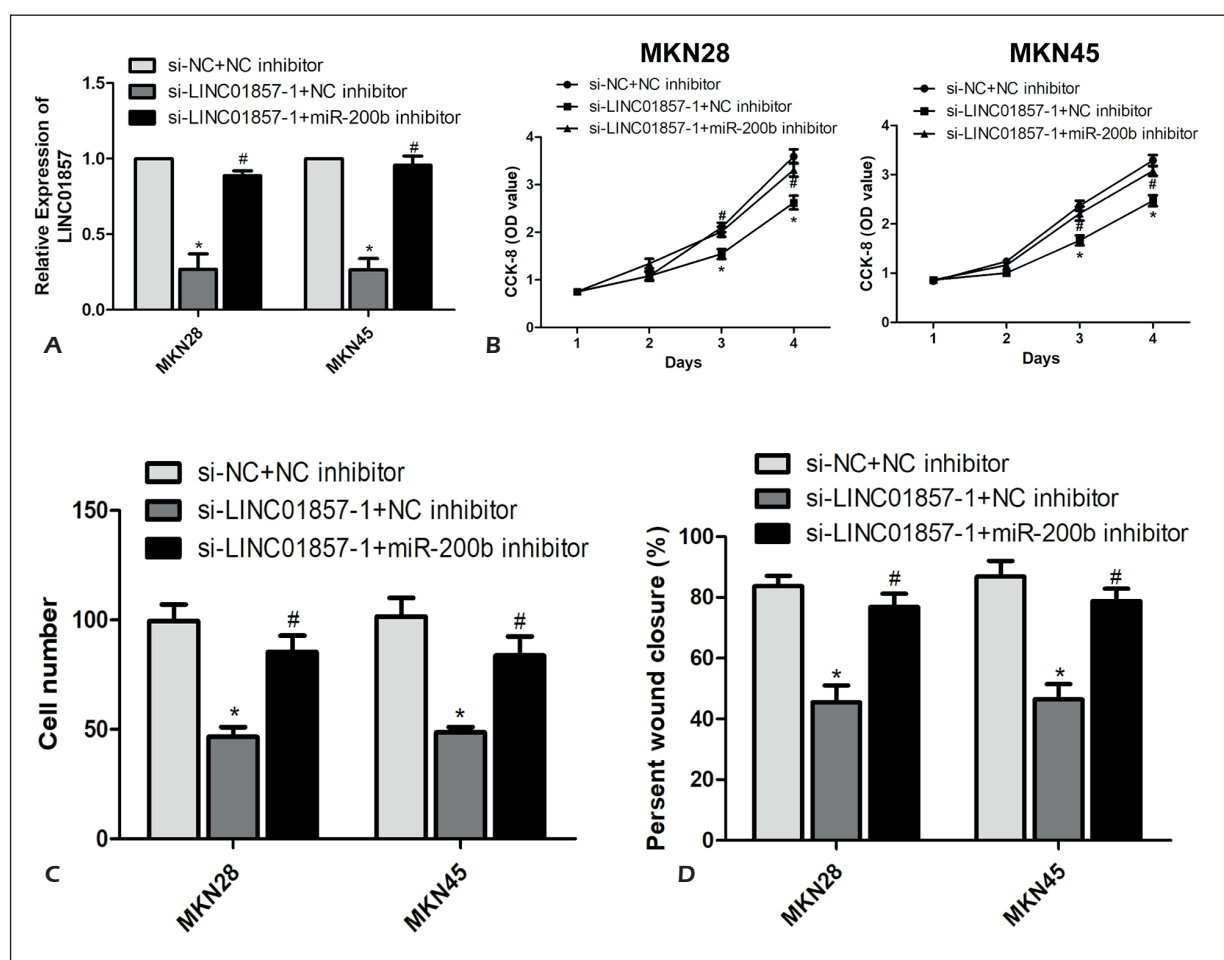 si-NC+NC inhibitor
si-LINC01857-1+NC inhibitor
si-LINC01857-1+miR-200b inhibitor
Relative Expression of
LINC01857
1.5
1.0
0.5
0.0
#
#
*
*
MKN28
MKN45
A
MKN28
si-NC+NC inhibitor
si-LINC01857-1+NC inhibitor
si-LINC01857-1+miR-200b inhibitor
CCK-8 (OD value)
4
3
2
1
0
#
*
#
*
1 2 3 4
Days
B
MKN45
si-NC+NC inhibitor
si-LINC01857-1+NC inhibitor
si-LINC01857-1+miR-200b inhibitor
CCK-8 (OD value)
4
3
2
1
0
#
*
#
*
1 2 3 4
Days
si-NC+NC inhibitor
si-LINC01857-1+NC inhibitor
si-LINC01857-1+miR-200b inhibitor
Cell number
150
100
50
0
*
#
*
#
MKN28
MKN45
C
si-NC+NC inhibitor
si-LINC01857-1+NC inhibitor
si-LINC01857-1+miR-200b inhibitor
Persent wound closure (%)
100
80
60
40
20
0
*
#
*
#
MKN28
MKN45
D